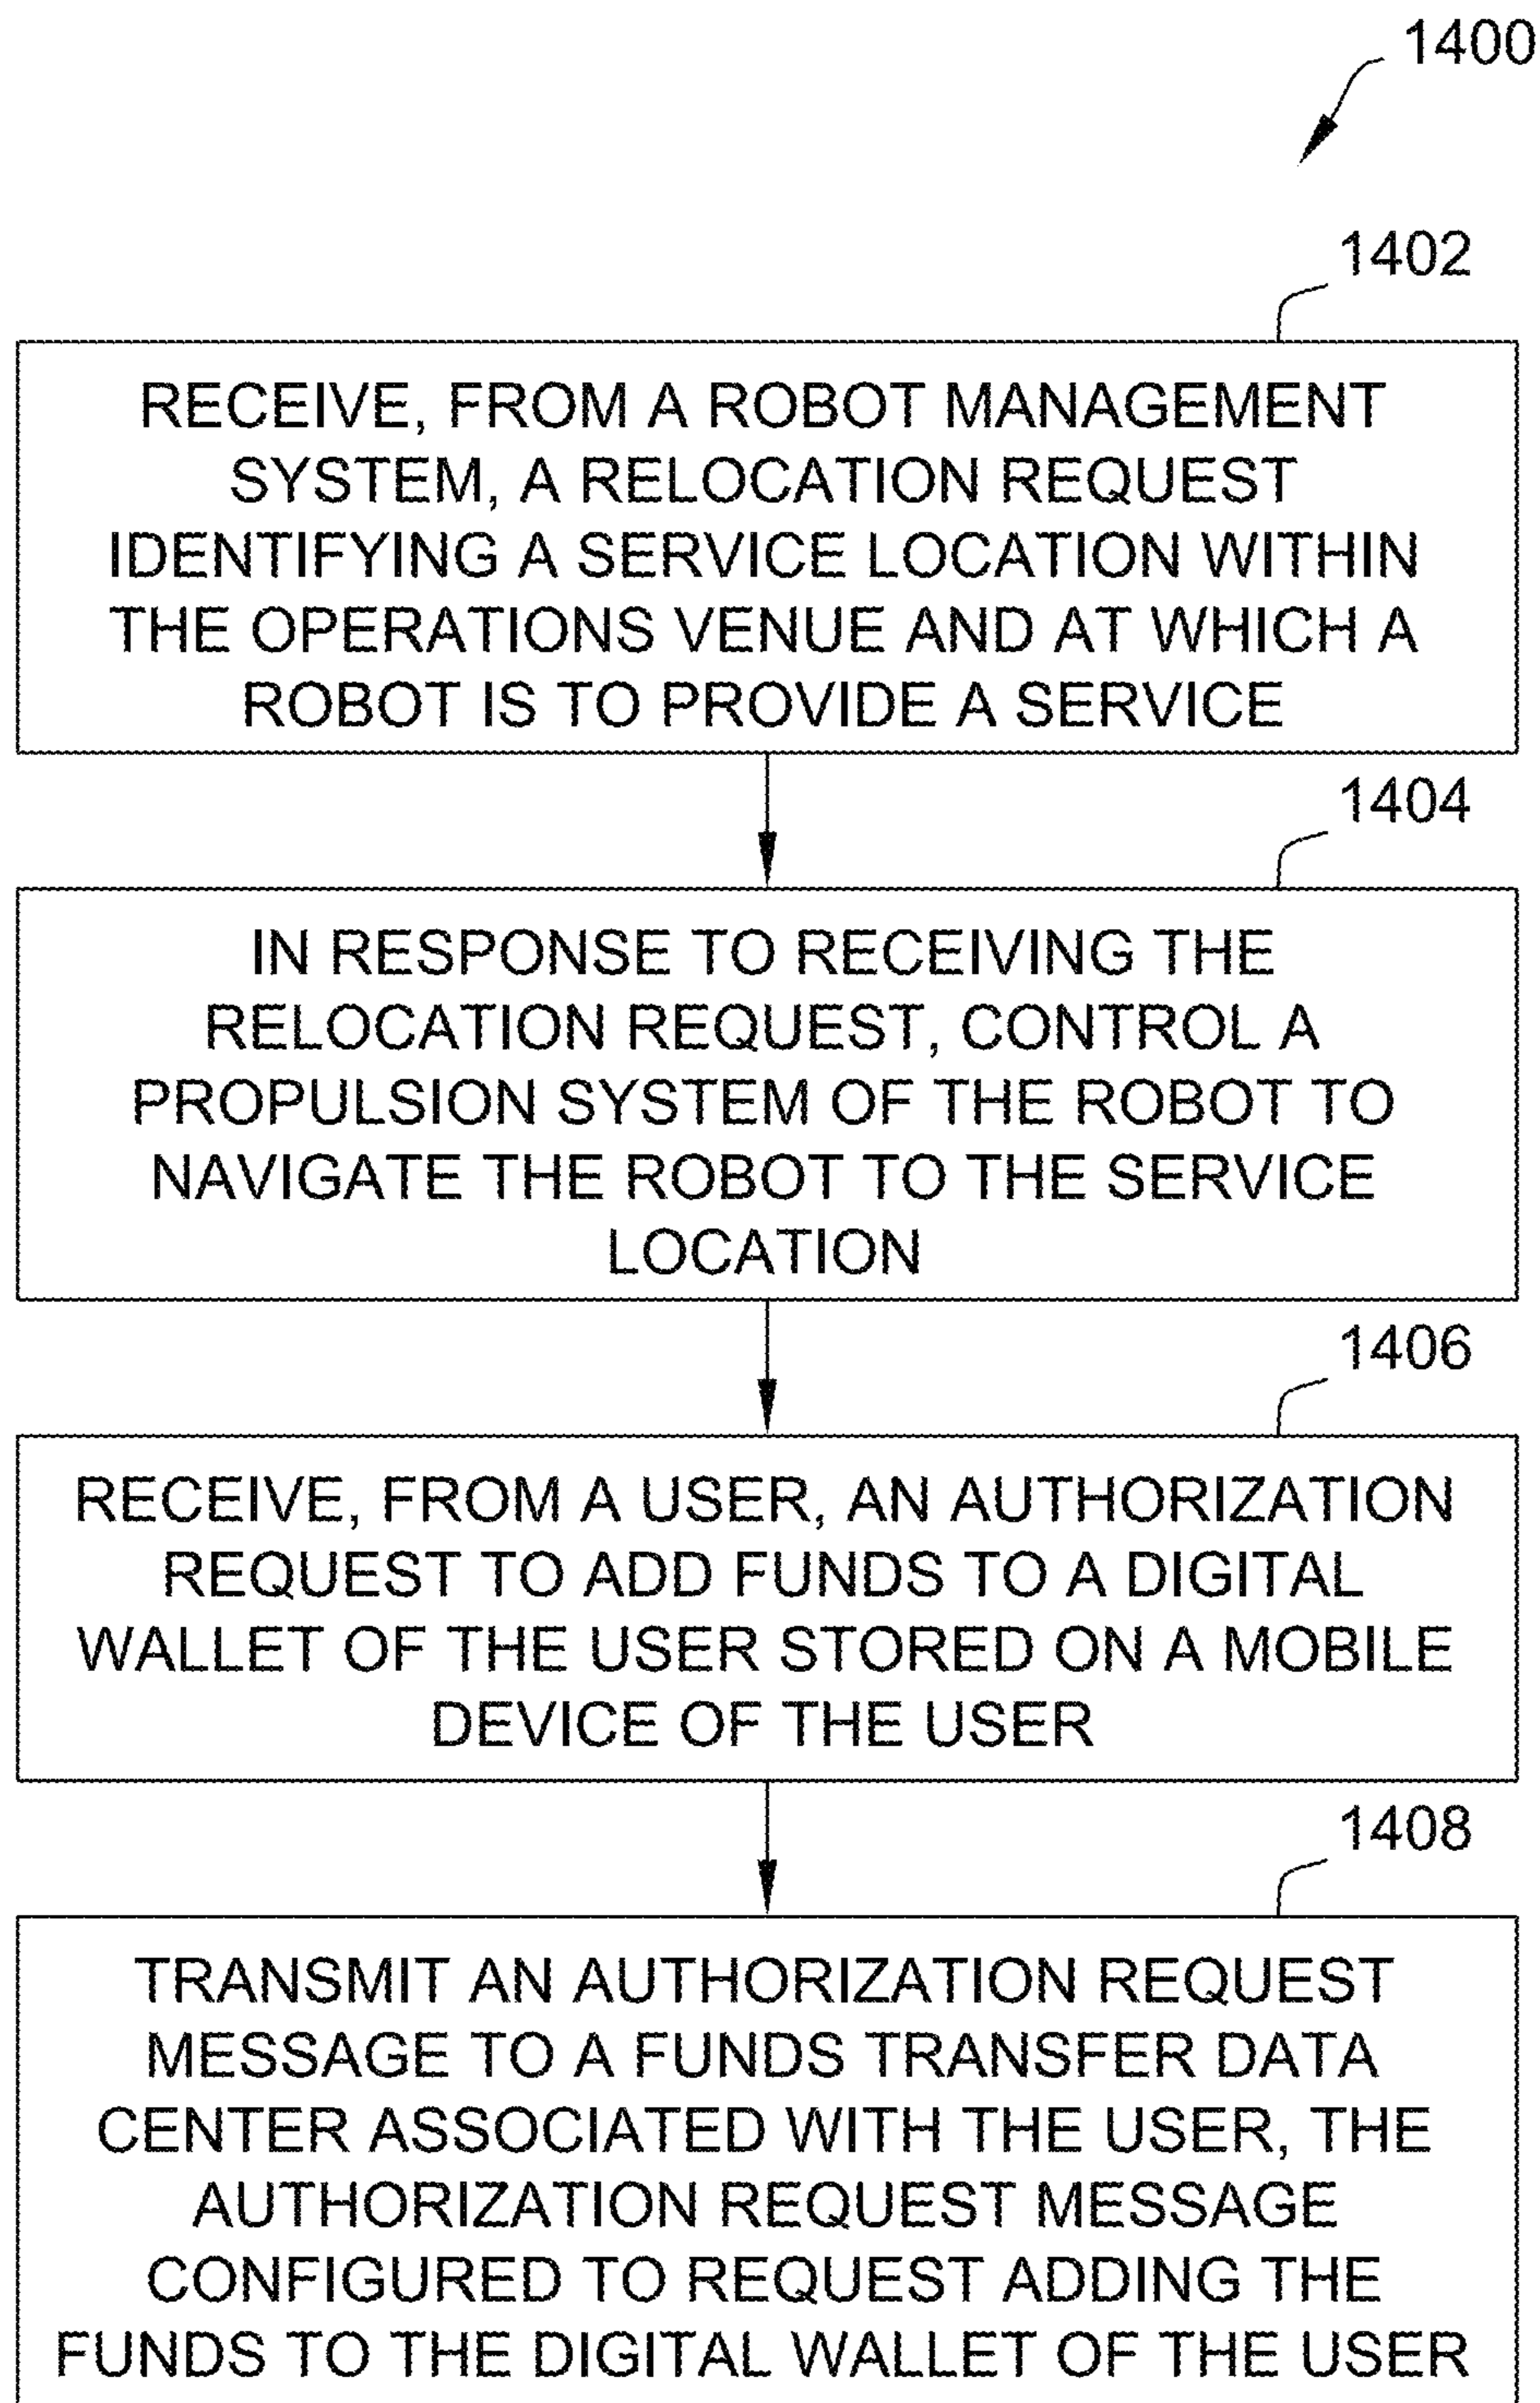 1400
1402
RECEIVE, FROM A ROBOT MANAGEMENT
SYSTEM, A RELOCATION REQUEST
IDENTIFYING A SERVICE LOCATION WITHIN
THE OPERATIONS VENUE AND AT WHICH A
ROBOT IS TO PROVIDE A SERVICE
1404
IN RESPONSE TO RECEIVING THE
RELOCATION REQUEST, CONTROL A
PROPULSION SYSTEM OF THE ROBOT TO
NAVIGATE THE ROBOT TO THE SERVICE
LOCATION
1406
RECEIVE, FROM A USER, AN AUTHORIZATION
REQUEST TO ADD FUNDS TO A DIGITAL
WALLET OF THE USER STORED ON A MOBILE
DEVICE OF THE USER
1408
TRANSMIT AN AUTHORIZATION REQUEST
MESSAGE TO A FUNDS TRANSFER DATA
CENTER ASSOCIATED WITH THE USER, THE
AUTHORIZATION REQUEST MESSAGE
CONFIGURED TO REQUEST ADDING THE
FUNDS TO THE DIGITAL WALLET OF THE USER